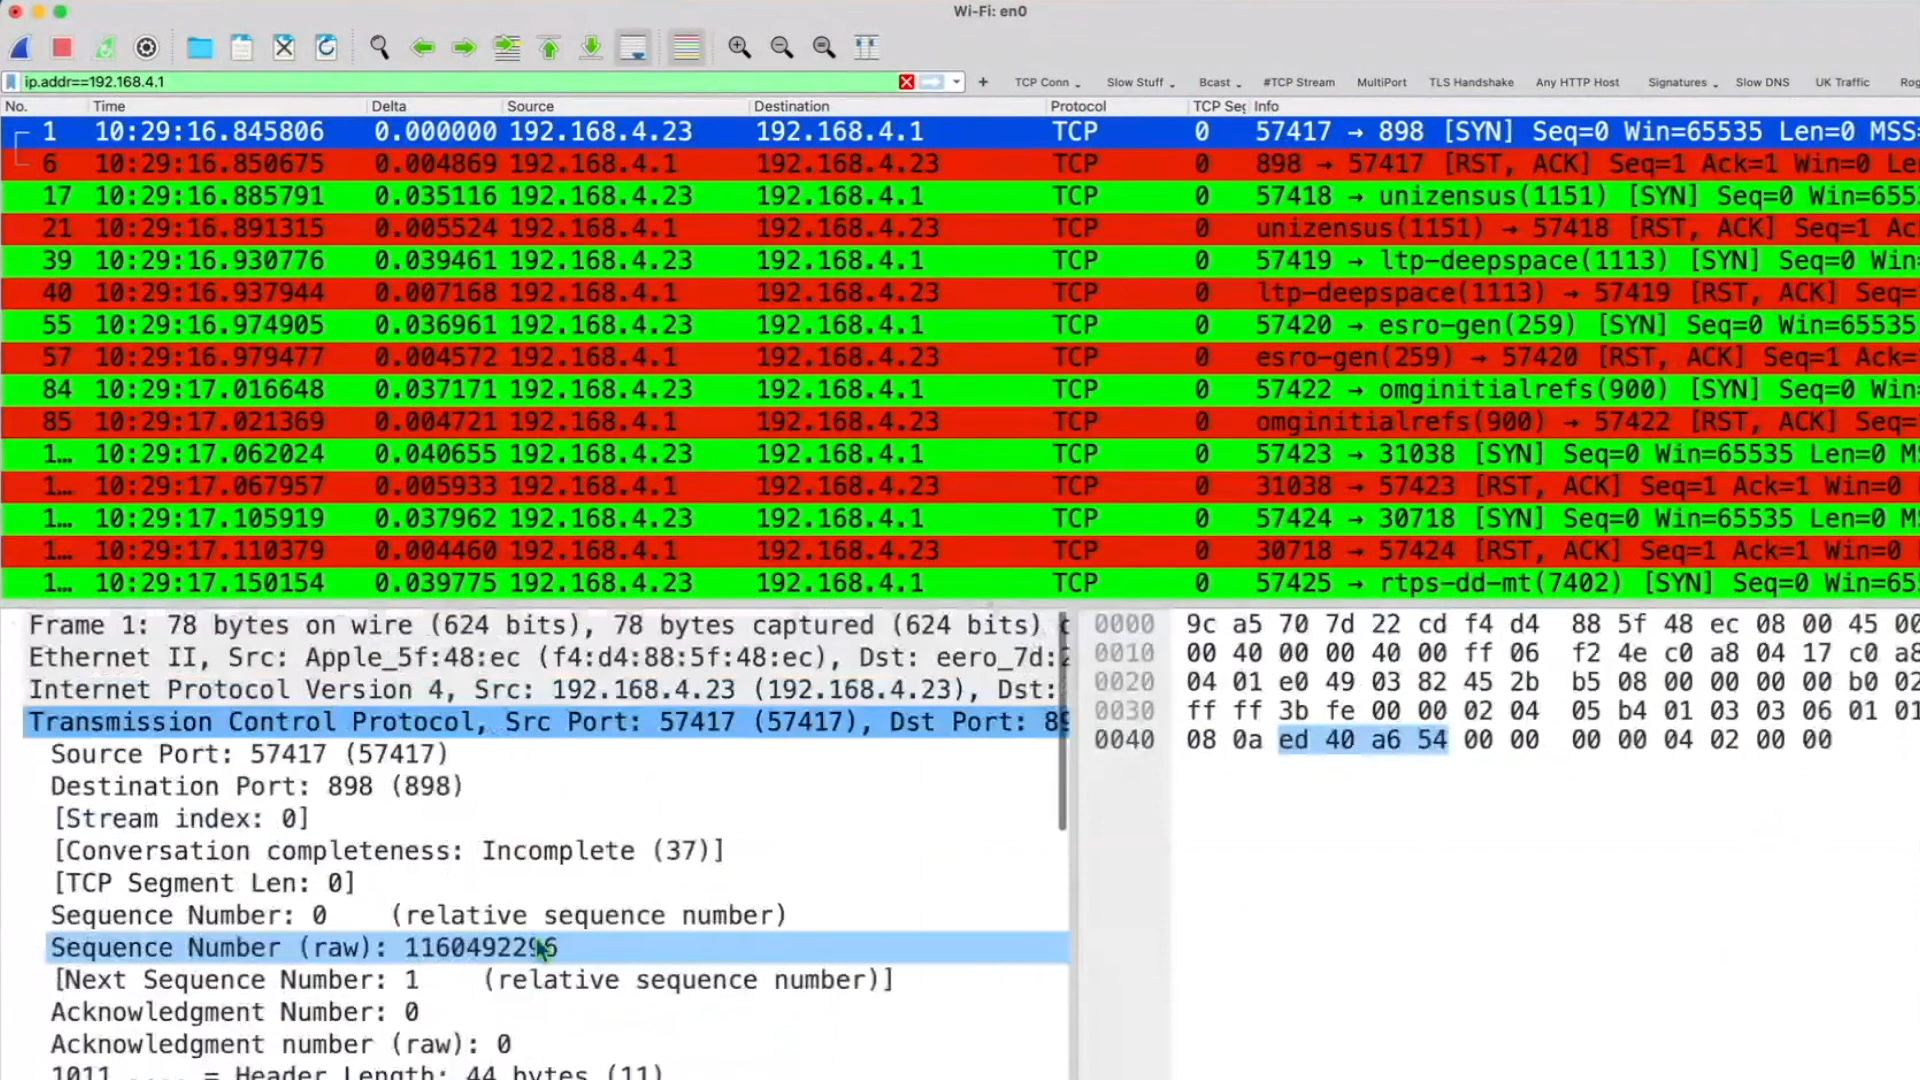 Wi-Fi: en0
ip.addr==192.168.4.1
+ TCP Conn Slow Stuff Bcast #TCP Stream MultiPort TLS Handshake Any HTTP Host Signatures Slow DNS UK Traffic
No. Time Delta Source Destination Protocol TCP Seg Info
1 10:29:16.845806 0.000000 192.168.4.23 192.168.4.1 TCP 0 57417 → 898 [SYN] Seq=0 Win=65535 Len=0 MSS=
6 10:29:16.850675 0.004869 192.168.4.1 192.168.4.23 TCP 0 898 → 57417 [RST, ACK] Seq=1 Ack=1 Win=0 Le
17 10:29:16.885791 0.035116 192.168.4.23 192.168.4.1 TCP 0 57418 → unizensus(1151) [SYN] Seq=0 Win=655
21 10:29:16.891315 0.005524 192.168.4.1 192.168.4.23 TCP 0 unizensus(1151) → 57418 [RST, ACK] Seq=1 Ac
39 10:29:16.930776 0.039461 192.168.4.23 192.168.4.1 TCP 0 57419 → ltp-deepspace(1113) [SYN] Seq=0 Win=
40 10:29:16.937944 0.007168 192.168.4.1 192.168.4.23 TCP 0 ltp-deepspace(1113) → 57419 [RST, ACK] Seq=
55 10:29:16.974905 0.036961 192.168.4.23 192.168.4.1 TCP 0 57420 → esro-gen(259) [SYN] Seq=0 Win=65535
57 10:29:16.979477 0.004572 192.168.4.1 192.168.4.23 TCP 0 esro-gen(259) → 57420 [RST, ACK] Seq=1 Ack=
84 10:29:17.016648 0.037171 192.168.4.23 192.168.4.1 TCP 0 57422 → omginitialrefs(900) [SYN] Seq=0 Win=
85 10:29:17.021369 0.004721 192.168.4.1 192.168.4.23 TCP 0 omginitialrefs(900) → 57422 [RST, ACK] Seq=
1… 10:29:17.062024 0.040655 192.168.4.23 192.168.4.1 TCP 0 57423 → 31038 [SYN] Seq=0 Win=65535 Len=0 M
1… 10:29:17.067957 0.005933 192.168.4.1 192.168.4.23 TCP 0 31038 → 57423 [RST, ACK] Seq=1 Ack=1 Win=0
1… 10:29:17.105919 0.037962 192.168.4.23 192.168.4.1 TCP 0 57424 → 30718 [SYN] Seq=0 Win=65535 Len=0 M
1… 10:29:17.110379 0.004460 192.168.4.1 192.168.4.23 TCP 0 30718 → 57424 [RST, ACK] Seq=1 Ack=1 Win=0
1… 10:29:17.150154 0.039775 192.168.4.23 192.168.4.1 TCP 0 57425 → rtps-dd-mt(7402) [SYN] Seq=0 Win=65
Frame 1: 78 bytes on wire (624 bits), 78 bytes captured (624 bits)
Ethernet II, Src: Apple_5f:48:ec (f4:d4:88:5f:48:ec), Dst: eero_7d:2
Internet Protocol Version 4, Src: 192.168.4.23 (192.168.4.23), Dst:
Transmission Control Protocol, Src Port: 57417 (57417), Dst Port: 89
Source Port: 57417 (57417)
Destination Port: 898 (898)
[Stream index: 0]
[Conversation completeness: Incomplete (37)]
[TCP Segment Len: 0]
Sequence Number: 0 (relative sequence number)
Sequence Number (raw): 1160492296
[Next Sequence Number: 1 (relative sequence number)]
Acknowledgment Number: 0
Acknowledgment number (raw): 0
1011 .... = Header Length: 44 bytes (11)
0000 9c a5 70 7d 22 cd f4 d4 88 5f 48 ec 08 00 45 00
0010 00 40 00 00 40 00 ff 06 f2 4e c0 a8 04 17 c0 a8
0020 04 01 e0 49 03 82 45 2b b5 08 00 00 00 00 b0 02
0030 ff ff 3b fe 00 00 02 04 05 b4 01 03 03 06 01 01
0040 08 0a ed 40 a6 54 00 00 00 00 04 02 00 00